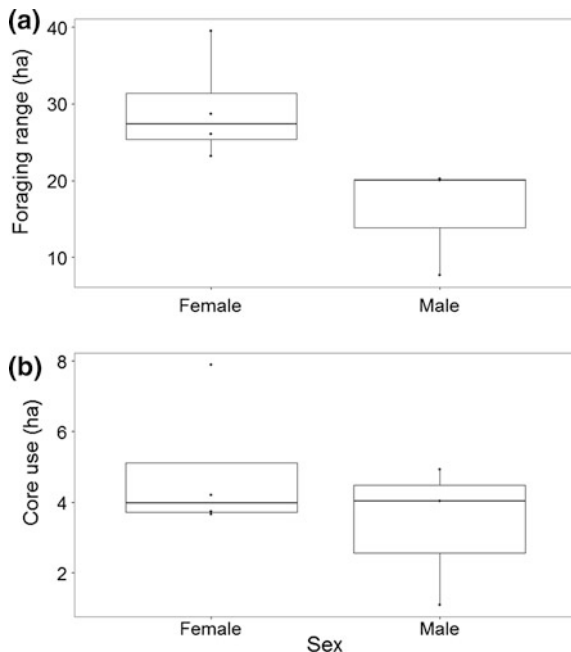 (a)
Foraging range (ha)
40
30
20
10
Female Male
(b)
Core use (ha)
8
6
4
2
Female Male
Sex